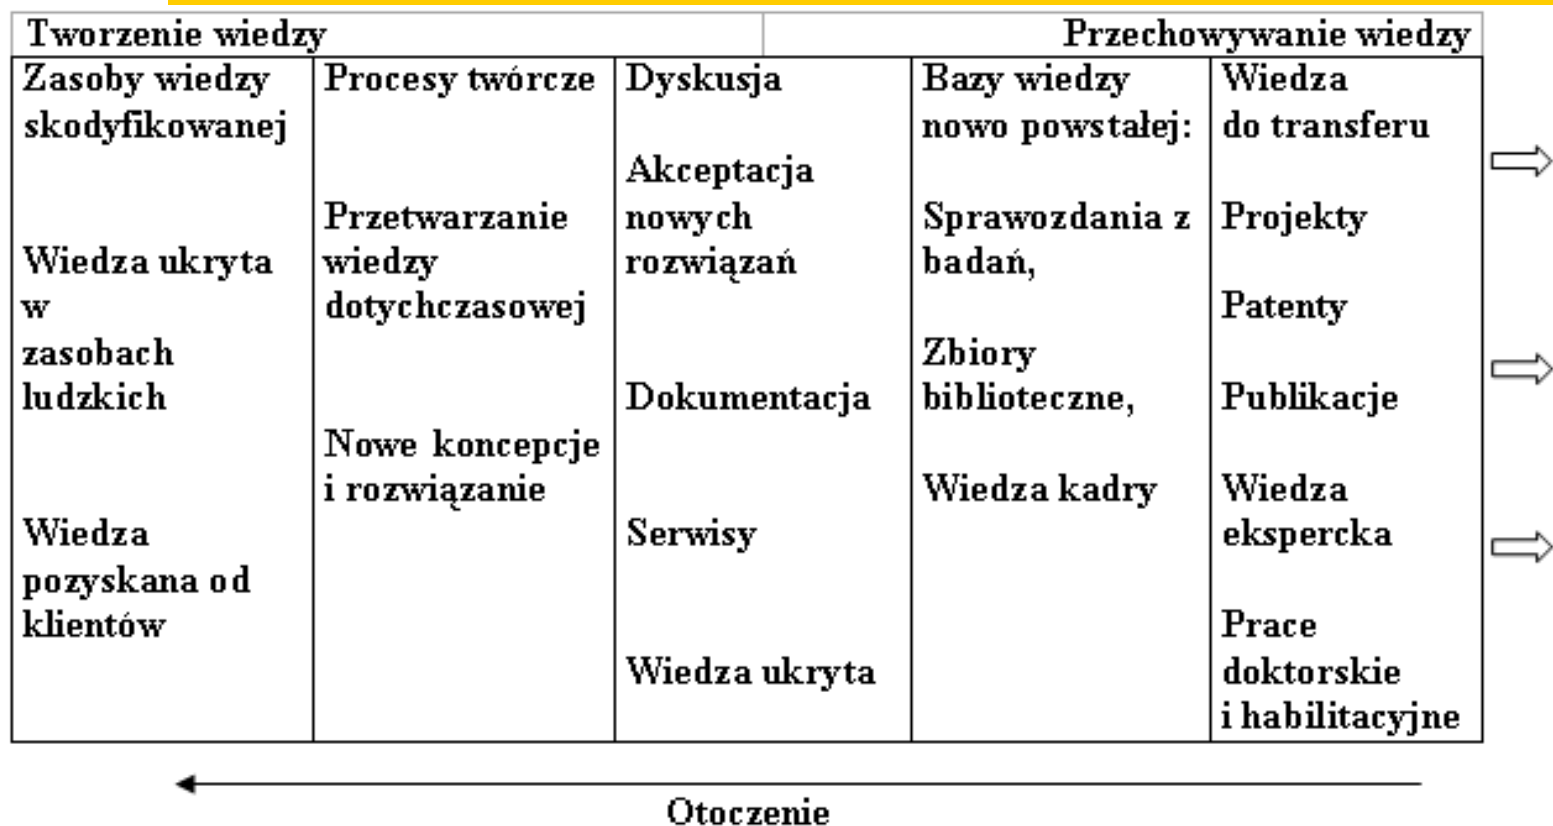 Tworzenie wiedzy
Przechowywanie wiedzy
Zasoby wiedzy
skodyfikowanej
Wiedza ukryta
w
zasobach
ludzkich
Wiedza
pozyskana od
klientów
Procesy twórcze
Przetwarzanie
wiedzy
dotychczasowej
Nowe koncepcje
i rozwiązanie
Dyskusja
Akceptacja
nowych
rozwiązań
Dokumentacja
Serwisy
Wiedza ukryta
Bazy wiedzy
nowo powstałej:
Sprawozdania z
badań,
Zbiory
biblioteczne,
Wiedza kadry
Wiedza
do transferu
Projekty
Patenty
Publikacje
Wiedza
ekspercka
Prace
doktorskie
i habilitacyjne
Otoczenie